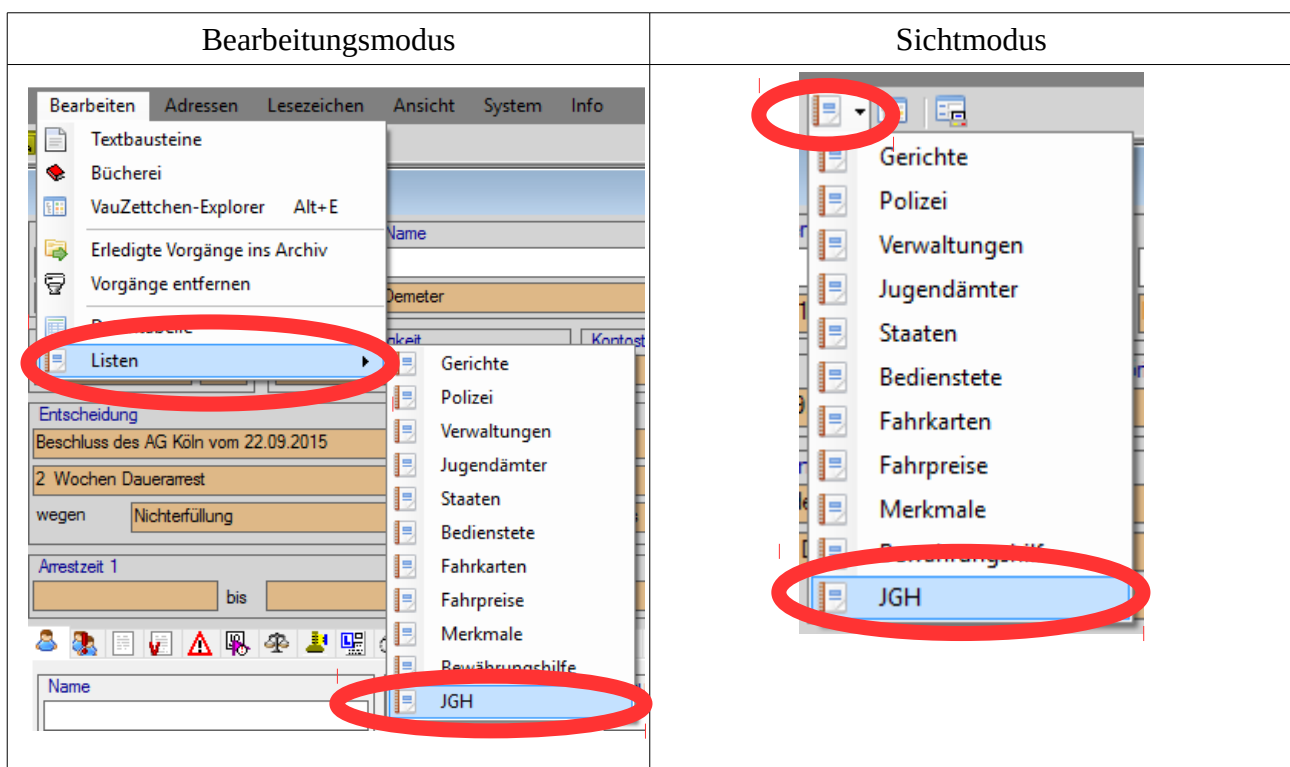 Bearbeitungsmodus
Sichtmodus
Bearbeiten Adressen Lesezeichen Ansicht System Info
Textbausteine
Bücherei
VauZettchen-Explorer Alt+E
Name
Erledigte Vorgänge ins Archiv
Vorgänge entfernen
Demeter
Listen
Gerichte
Polizei
Verwaltungen
Jugendämter
Staaten
Bedienstete
Fahrkarten
Fahrpreise
Merkmale
Bewährungshilfe
JGH
Entscheidung
Beschluss des AG Köln vom 22.09.2015
2 Wochen Dauerarrest
wegen Nichterfüllung
Arrestzeit 1
bis
Name
Gerichte
Polizei
Verwaltungen
Jugendämter
Staaten
Bedienstete
Fahrkarten
Fahrpreise
Merkmale
JGH